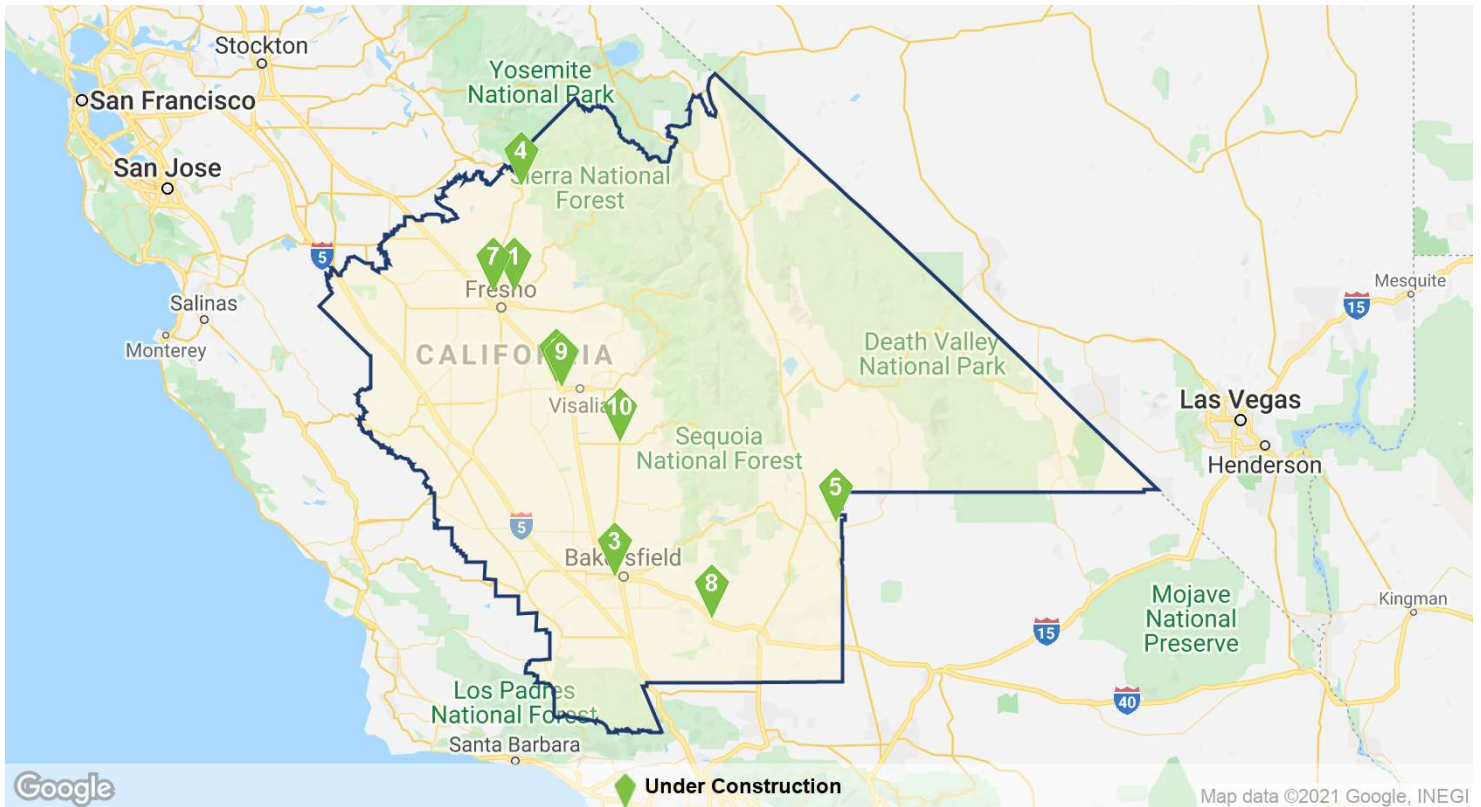 Stockton
Yosemite
National Park
San Francisco
San Jose
4
Sierra National
Forest
5
7
1
Fresno
Mesquite
15
Salinas
Monterey
CALIFORNIA
9
Death Valley
National Park
Visalia
10
Las Vegas
Sequoia
National Forest
Henderson
5
5
3
Bakersfield
8
Mojave
National
Preserve
Kingman
15
Los Padres
National Forest
40
Santa Barbara
Google
Under Construction
Map data ©2021 Google, INEGI